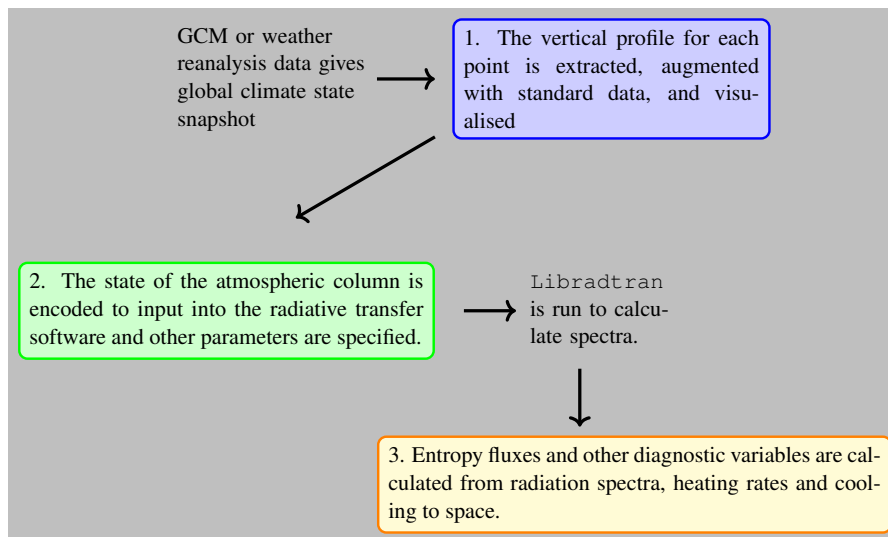 GCM or weather
reanalysis data gives
global climate state
snapshot
1. The vertical profile for each
point is extracted, augmented
with standard data, and visu-
alised
2. The state of the atmospheric column is
encoded to input into the radiative transfer
software and other parameters are specified.
Libradtran
is run to calcu-
late spectra.
3. Entropy fluxes and other diagnostic variables are cal-
culated from radiation spectra, heating rates and cool-
ing to space.